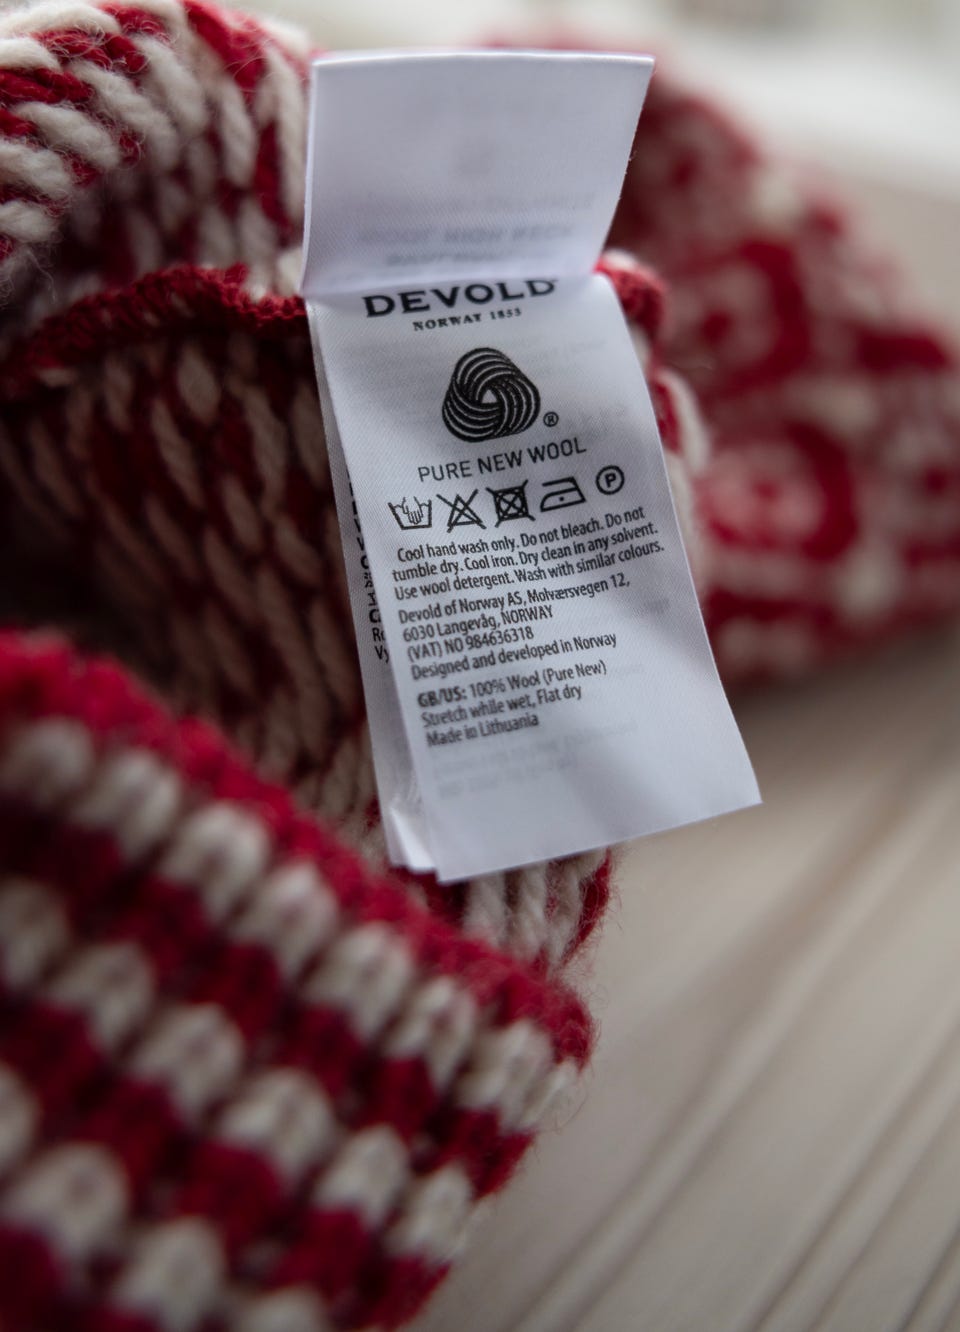 DEVOLD®
NORWAY 1853
®
PURE NEW WOOL
P
Cool hand wash only. Do not bleach. Do not
tumble dry. Cool iron. Dry clean in any solvent.
Use wool detergent. Wash with similar colours.
Devold of Norway AS, Molværsvegen 12,
6030 Langevåg, NORWAY
(VAT) NO 984636318
Designed and developed in Norway
GB/US: 100% Wool (Pure New)
Stretch while wet, Flat dry
Made in Lithuania